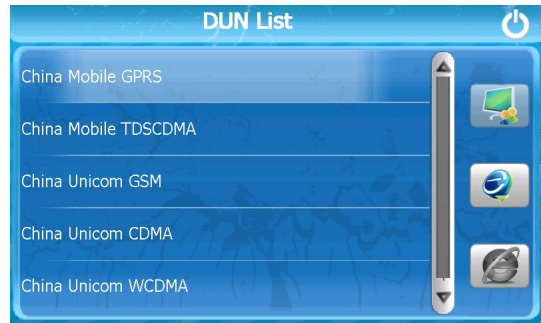 DUN List
China Mobile GPRS
China Mobile TDSCDMA
China Unicom GSM
China Unicom CDMA
China Unicom WCDMA